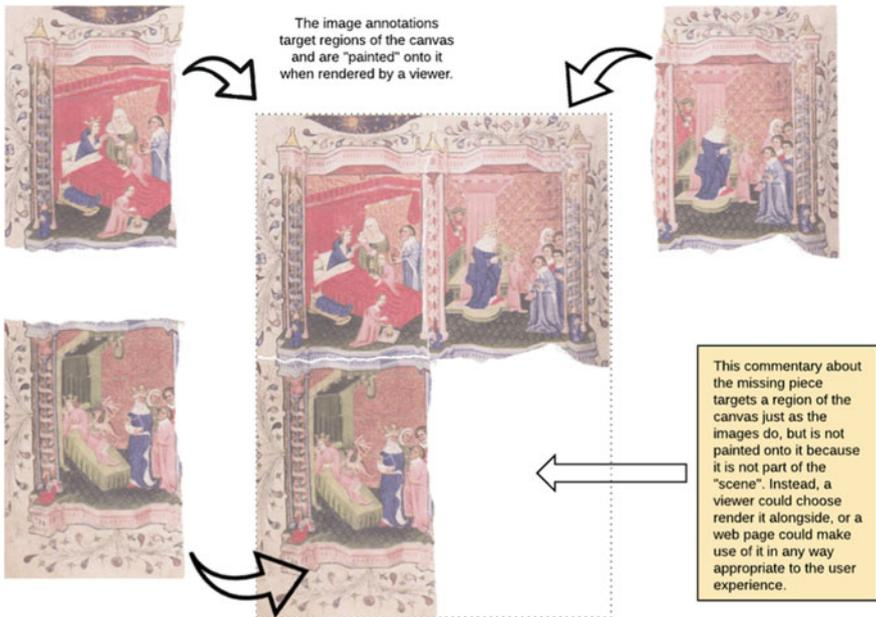 The image annotations
target regions of the canvas
and are "painted" onto it
when rendered by a viewer.
This commentary about
the missing piece
targets a region of the
canvas just as the
images do, but is not
painted onto it because
it is not part of the
"scene". Instead, a
viewer could choose
render it alongside, or a
web page could make
use of it in any way
appropriate to the user
experience.